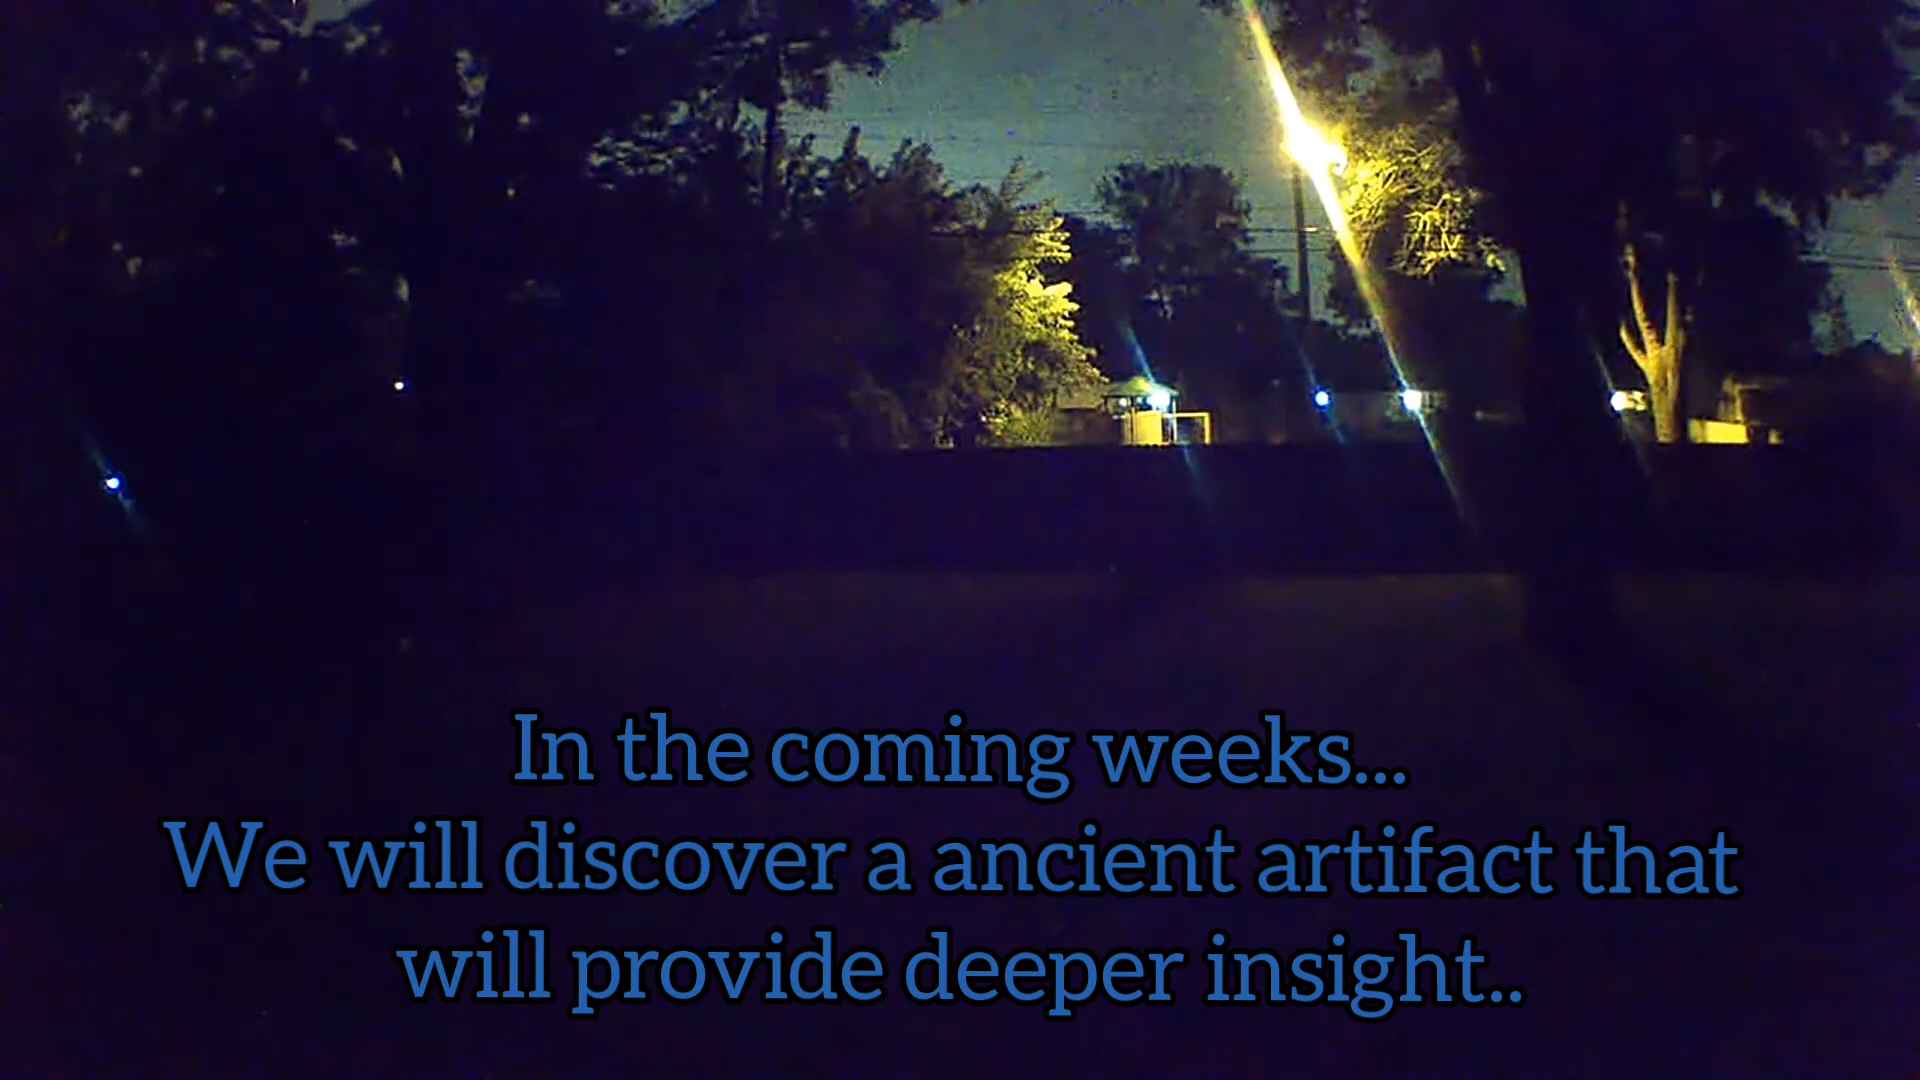 In the coming weeks...
We will discover a ancient artifact that
will provide deeper insight..